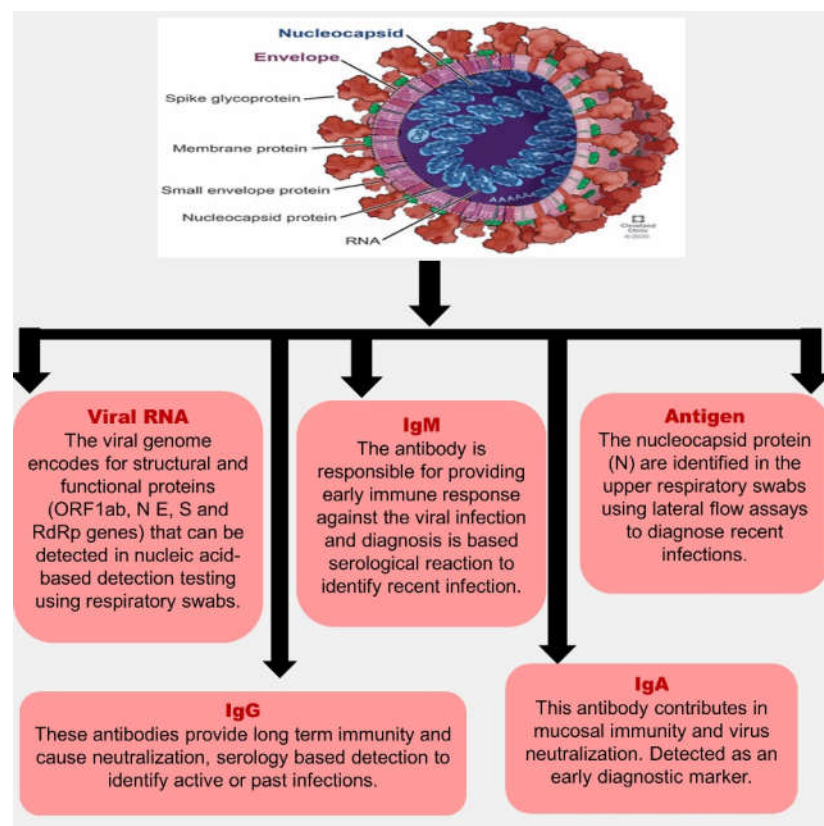 Nucleocapsid
Envelope
Spike glycoprotein
Membrane protein
Small envelope protein
Nucleocapsid protein
RNA
AAAAAA
Cleveland
Clinic
©2020
Viral RNA
The viral genome
encodes for structural and
functional proteins
(ORF1ab, N E, S and
RdRp genes) that can be
detected in nucleic acid-
based detection testing
using respiratory swabs.
IgM
The antibody is
responsible for providing
early immune response
against the viral infection
and diagnosis is based
serological reaction to
identify recent infection.
Antigen
The nucleocapsid protein
(N) are identified in the
upper respiratory swabs
using lateral flow assays
to diagnose recent
infections.
IgG
These antibodies provide long term immunity and
cause neutralization, serology based detection to
identify active or past infections.
IgA
This antibody contributes in
mucosal immunity and virus
neutralization. Detected as an
early diagnostic marker.